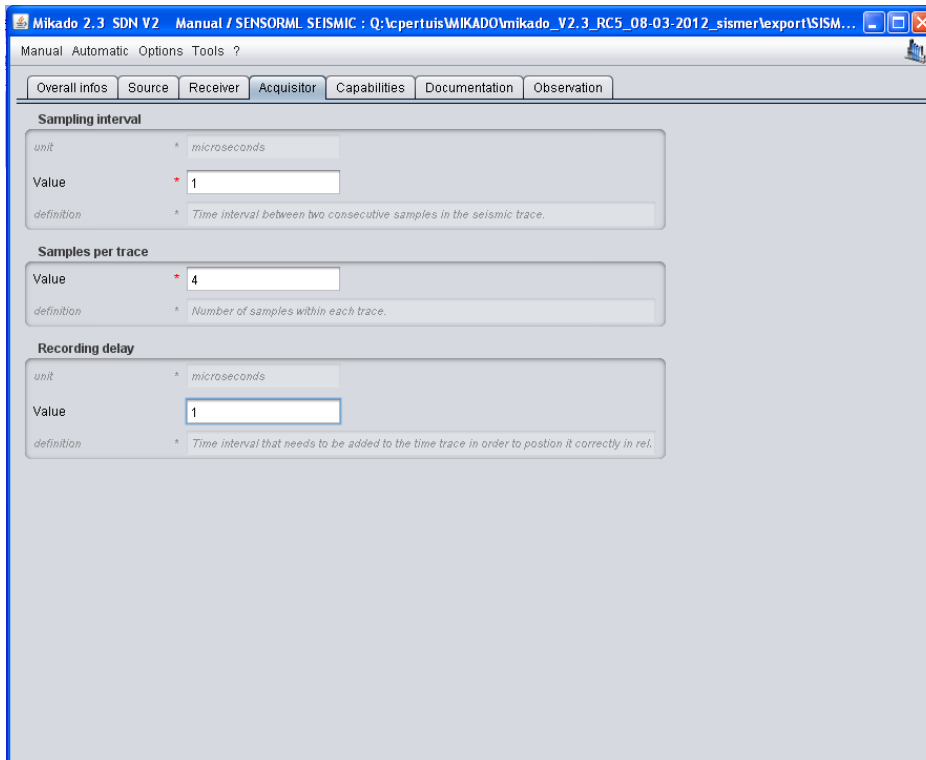 Mikado 2.3 SDN V2 Manual / SENSORML SEISMIC : Q:\cpertuis\MIKADO\mikado_V2.3_RC5_08-03-2012_sismer\export\SISM...
Manual Automatic Options Tools ?
Overall infos Source Receiver Acquisitor Capabilities Documentation Observation
Sampling interval
unit * microseconds
Value * 1
definition * Time interval between two consecutive samples in the seismic trace.
Samples per trace
Value * 4
definition * Number of samples within each trace.
Recording delay
unit * microseconds
Value 1
definition * Time interval that needs to be added to the time trace in order to postion it correctly in rel.